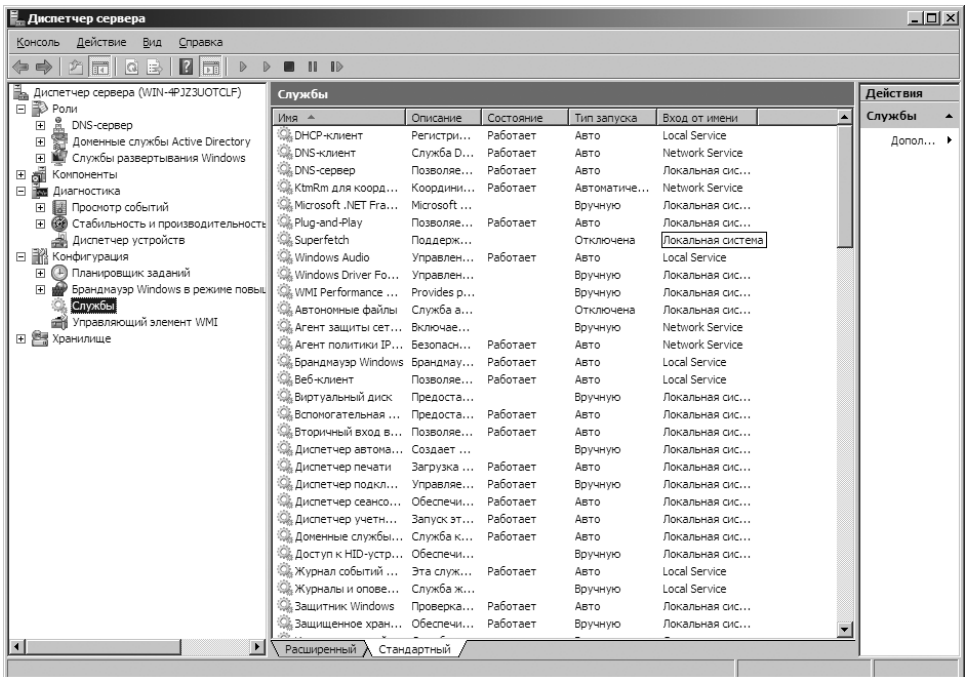 Диспетчер сервера
Консоль Действие Вид Справка
Диспетчер сервера (WIN-4PJZ3UOTCLF)
Роли
DNS-сервер
Доменные службы Active Directory
Службы развертывания Windows
Компоненты
Диагностика
Просмотр событий
Стабильность и производительность
Диспетчер устройств
Конфигурация
Планировщик заданий
Брандмауэр Windows в режиме повы
Службы
Управляющий элемент WMI
Хранилище
Службы
Имя Описание Состояние Тип запуска Вход от имени
DHCP-клиент Регистри... Работает Авто Local Service
DNS-клиент Служба D... Работает Авто Network Service
DNS-сервер Позволяе... Работает Авто Локальная сис...
KtmRm для коорд... Координи... Работает Автоматиче... Network Service
Microsoft .NET Fra... Microsoft ... Вручную Локальная сис...
Plug-and-Play Позволяе... Работает Авто Локальная сис...
Superfetch Поддерж... Отключена Локальная система
Windows Audio Управлен... Работает Авто Local Service
Windows Driver Fo... Управлен... Вручную Локальная сис...
WMI Performance ... Provides p... Вручную Локальная сис...
Автономные файлы Служба а... Отключена Локальная сис...
Агент защиты сет... Включае... Вручную Network Service
Агент политики IP... Безопасн... Работает Авто Network Service
Брандмауэр Windows Брандмау... Работает Авто Local Service
Веб-клиент Позволяе... Работает Авто Local Service
Виртуальный диск Предоста... Вручную Локальная сис...
Вспомогательная ... Предоста... Работает Авто Локальная сис...
Вторичный вход в... Позволяе... Работает Авто Локальная сис...
Диспетчер автома... Создает ... Вручную Локальная сис...
Диспетчер печати Загрузка ... Работает Авто Локальная сис...
Диспетчер подкл... Управляе... Работает Вручную Локальная сис...
Диспетчер сеансо... Обеспечи... Работает Авто Локальная сис...
Диспетчер учетн... Запуск эт... Работает Авто Локальная сис...
Доменные службы... Служба к... Работает Авто Локальная сис...
Доступ к HID-устр... Обеспечи... Вручную Локальная сис...
Журнал событий ... Эта служ... Работает Авто Local Service
Журналы и опове... Служба ж... Вручную Local Service
Защитник Windows Проверка... Работает Авто Локальная сис...
Защищенное хран... Обеспечи... Работает Вручную Локальная сис...
Расширенный Стандартный
Действия
Службы
Допол...